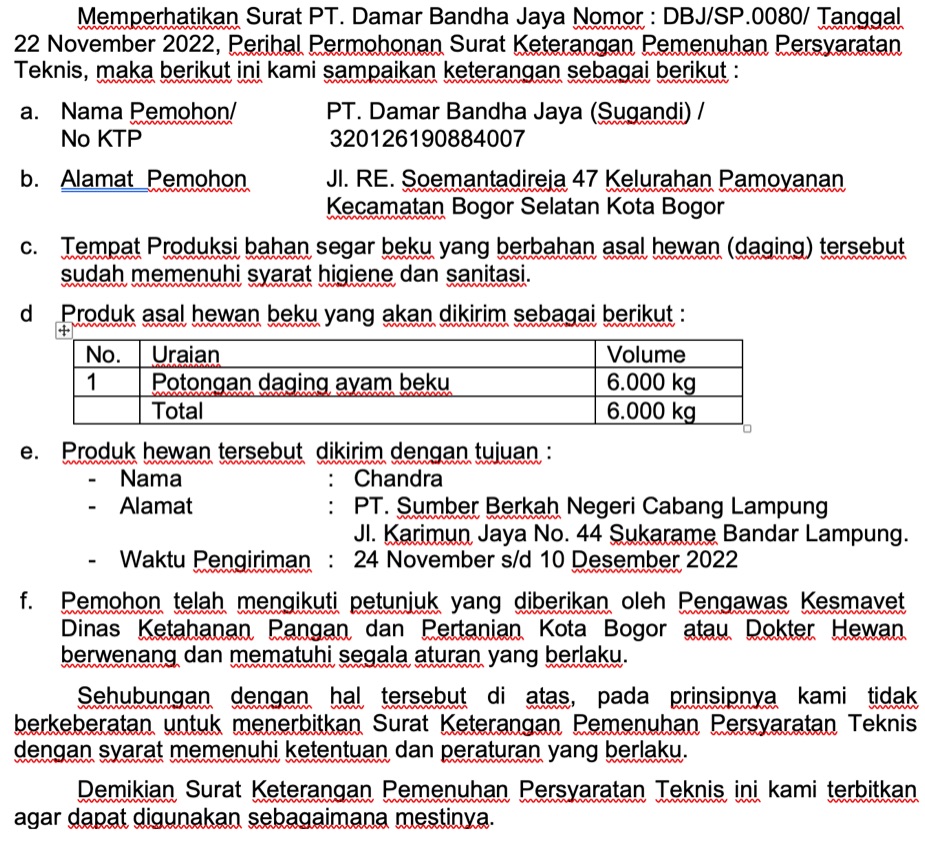 Memperhatikan Surat PT. Damar Bandha Jaya Nomor : DBJ/SP.0080/ Tanggal
22 November 2022, Perihal Permohonan Surat Keterangan Pemenuhan Persyaratan
Teknis, maka berikut ini kami sampaikan keterangan sebagai berikut :
a. Nama Pemohon/ PT. Damar Bandha Jaya (Sugandi) /
No KTP 320126190884007
b. Alamat Pemohon Jl. RE. Soemantadireja 47 Kelurahan Pamoyanan
Kecamatan Bogor Selatan Kota Bogor
c. Tempat Produksi bahan segar beku yang berbahan asal hewan (daging) tersebut
sudah memenuhi syarat higiene dan sanitasi.
d Produk asal hewan beku yang akan dikirim sebagai berikut :
No. Uraian Volume
1 Potongan daging ayam beku 6.000 kg
Total 6.000 kg
e. Produk hewan tersebut dikirim dengan tujuan :
- Nama : Chandra
- Alamat : PT. Sumber Berkah Negeri Cabang Lampung
Jl. Karimun Jaya No. 44 Sukarame Bandar Lampung.
- Waktu Pengiriman : 24 November s/d 10 Desember 2022
f. Pemohon telah mengikuti petunjuk yang diberikan oleh Pengawas Kesmavet
Dinas Ketahanan Pangan dan Pertanian Kota Bogor atau Dokter Hewan
berwenang dan mematuhi segala aturan yang berlaku.
Sehubungan dengan hal tersebut di atas, pada prinsipnya kami tidak
berkeberatan untuk menerbitkan Surat Keterangan Pemenuhan Persyaratan Teknis
dengan syarat memenuhi ketentuan dan peraturan yang berlaku.
Demikian Surat Keterangan Pemenuhan Persyaratan Teknis ini kami terbitkan
agar dapat digunakan sebagaimana mestinya.